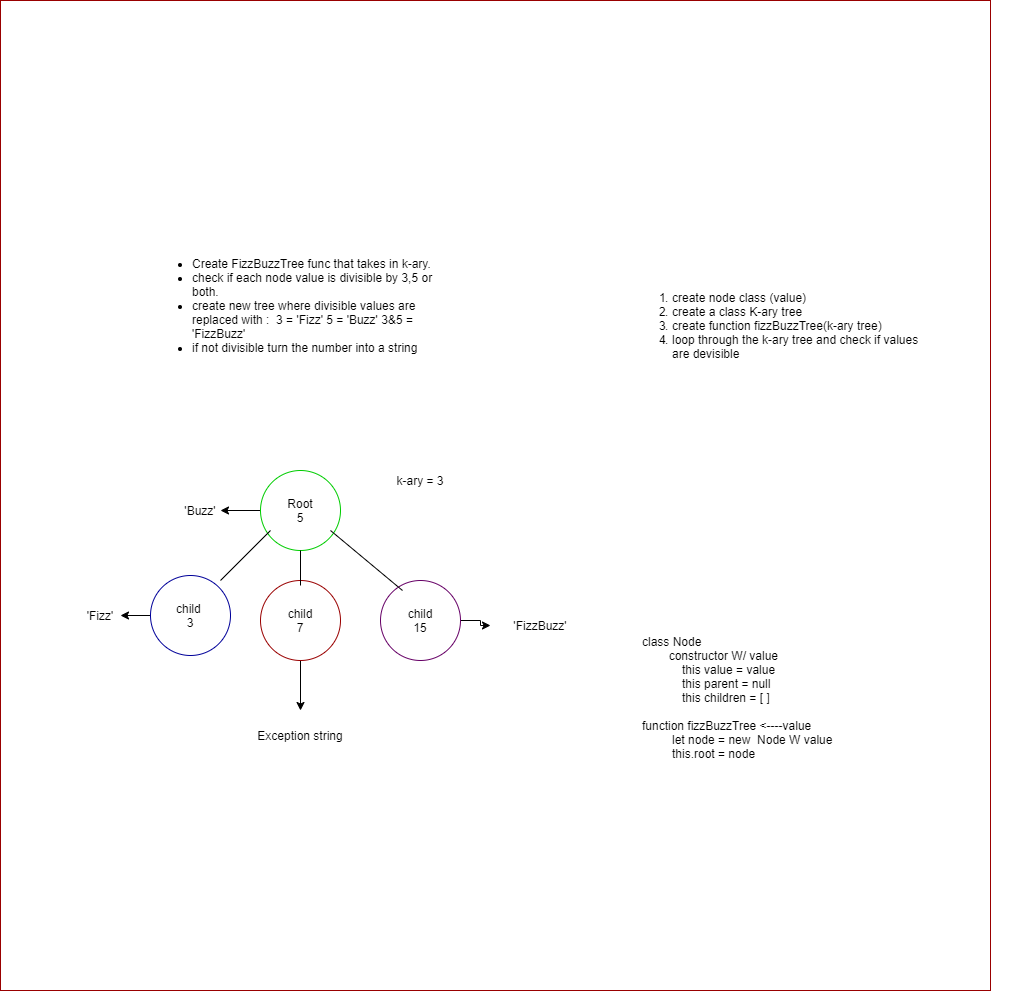 • Create FizzBuzzTree func that takes in k-ary.
• check if each node value is divisible by 3,5 or
both.
• create new tree where divisible values are
replaced with :  3 = 'Fizz' 5 = 'Buzz' 3&5 =
'FizzBuzz'
• if not divisible turn the number into a string
1. create node class (value)
2. create a class K-ary tree
3. create function fizzBuzzTree(k-ary tree)
4. loop through the k-ary tree and check if values
are devisible
k-ary = 3
Root
5
'Buzz'
'Fizz'
child
3
child
7
child
15
'FizzBuzz'
Exception string
class Node
constructor W/ value
this value = value
this parent = null
this children = [ ]
function fizzBuzzTree <----value
let node = new  Node W value
this.root = node